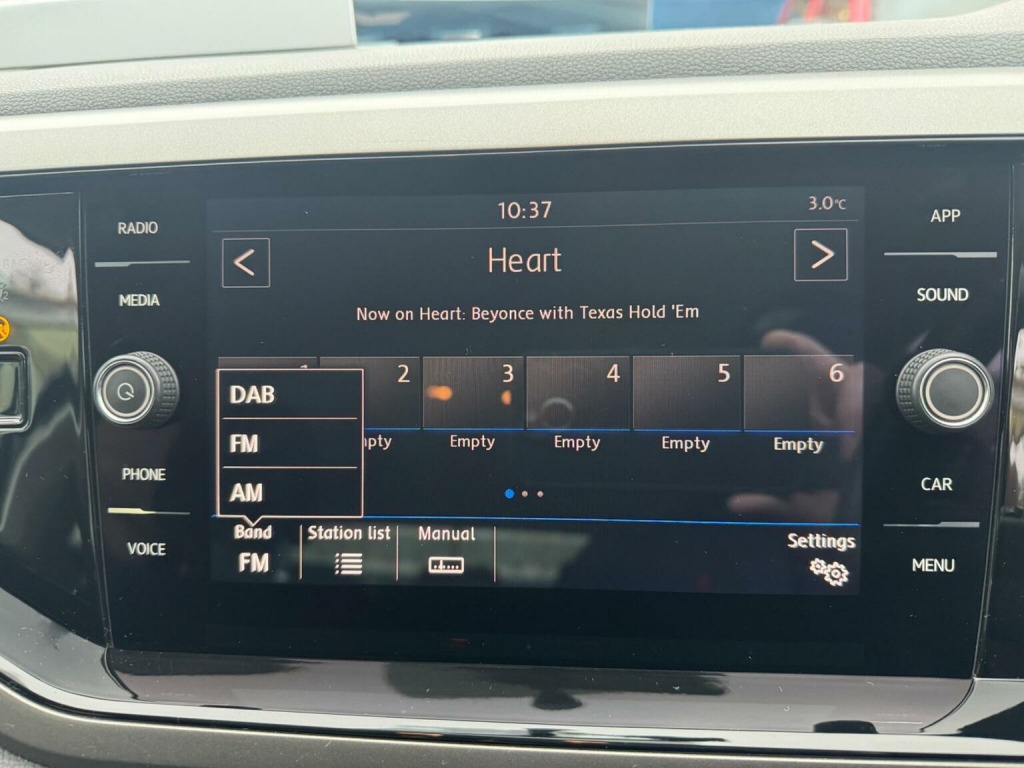 10:37
3.0°C
RADIO
APP
Heart
MEDIA
SOUND
Now on Heart: Beyonce with Texas Hold 'Em
2
3
4
5
6
DAB
FM
AM
Empty
Empty
Empty
Empty
PHONE
CAR
VOICE
MENU
Band
FM
Station list
Manual
Settings